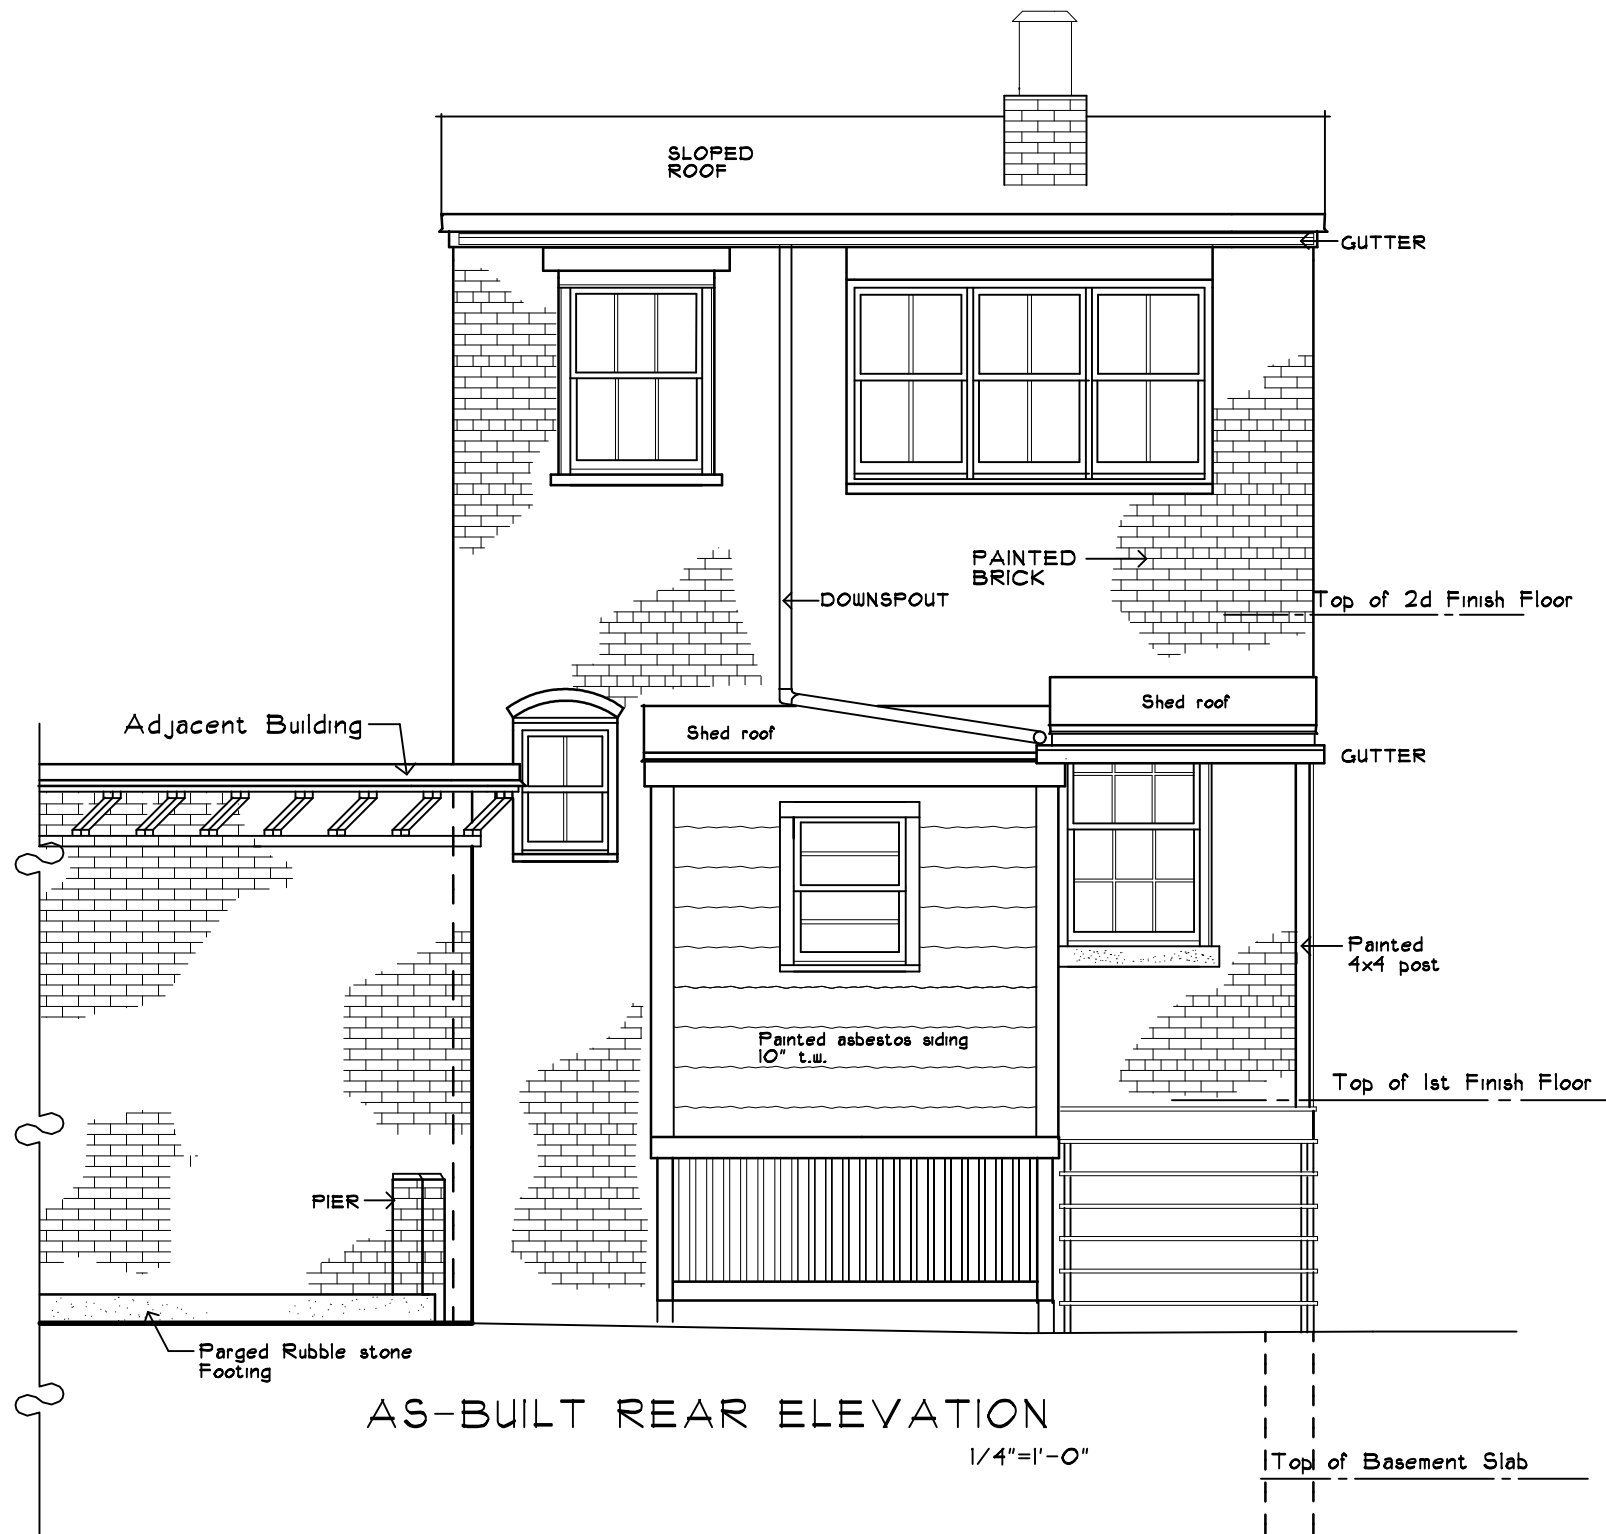 SLOPED
ROOF
GUTTER
PAINTED
BRICK
DOWNSPOUT
Top of 2d Finish Floor
Shed roof
Adjacent Building
Shed roof
GUTTER
Painted
4x4 post
Painted asbestos siding
10" t.w.
Top of 1st Finish Floor
PIER
Parged Rubble stone
Footing
AS-BUILT REAR ELEVATION
1/4"=1'-0"
Top of Basement Slab